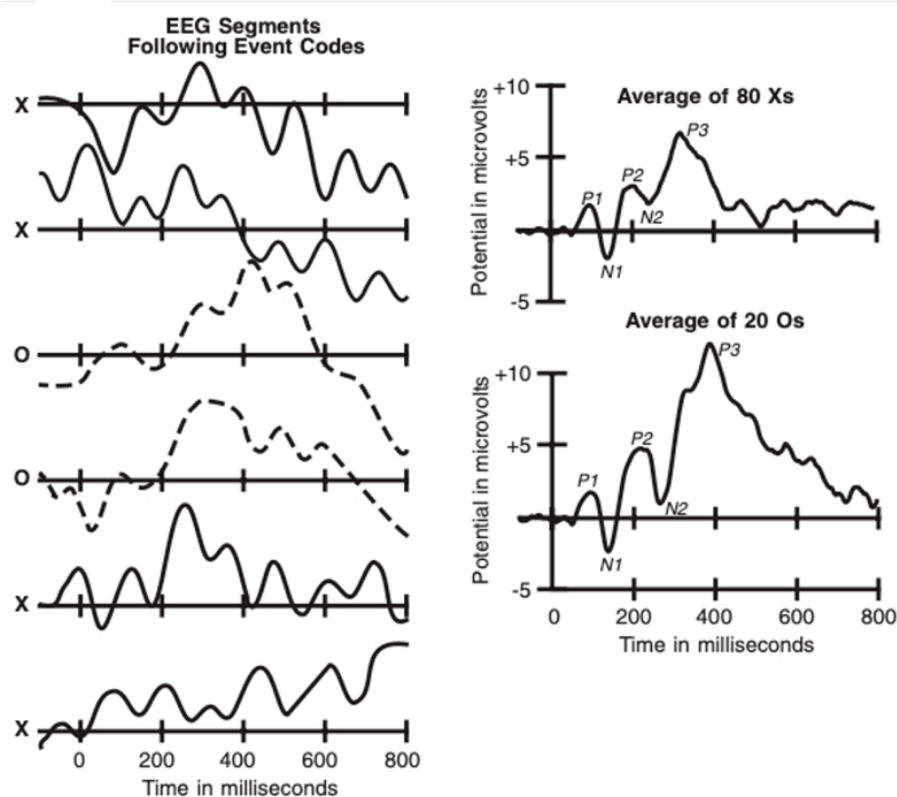 EEG Segments
Following Event Codes
X
X
O
O
X
X
0 200 400 600 800
Time in milliseconds
Average of 80 Xs
Potential in microvolts
+10
+5
-5
P1
N1
P2
N2
P3
Average of 20 Os
Potential in microvolts
+10
+5
-5
P1
N1
P2
N2
P3
0 200 400 600 800
Time in milliseconds